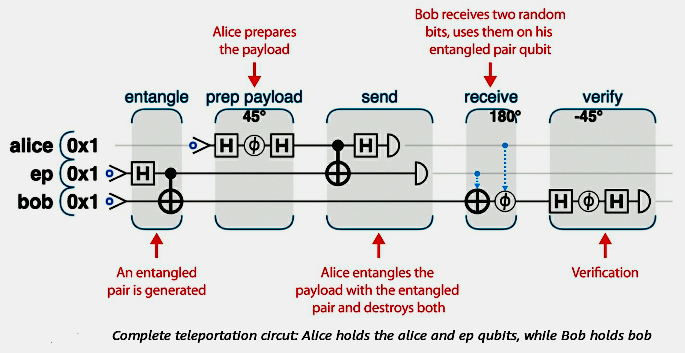 Bob receives two random
bits, uses them on his
entangled pair qubit
Alice prepares
the payload
entangle prep payload send receive verify
45° 180° -45°
alice 0x1 H ϕ H H
ep 0x1 H
bob 0x1 ϕ H ϕ H
An entangled
pair is generated
Alice entangles the
payload with the entangled
pair and destroys both
Verification
Complete teleportation circut: Alice holds the alice and ep qubits, while Bob holds bob